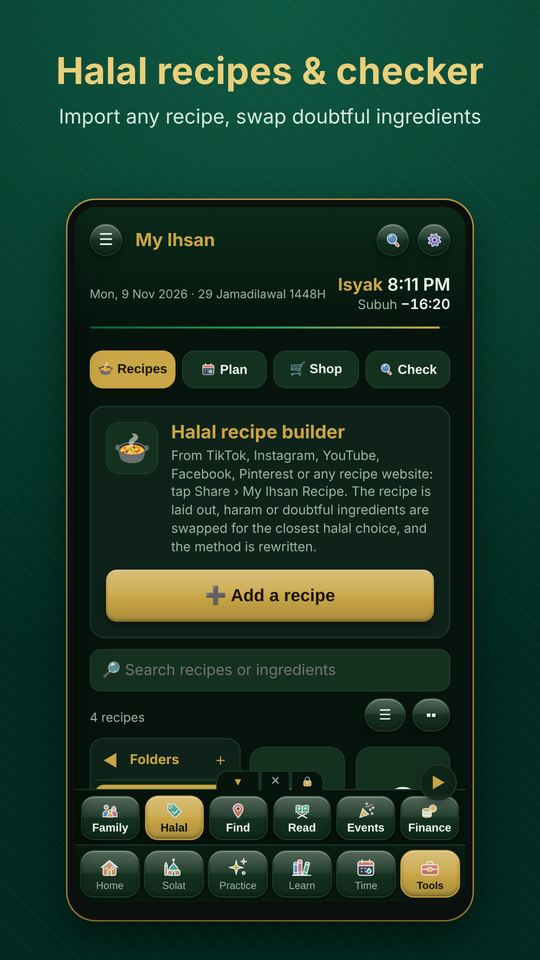 Halal recipes & checker
Import any recipe, swap doubtful ingredients
My Ihsan
Mon, 9 Nov 2026 · 29 Jamadilawal 1448H
Isyak 8:11 PM
Subuh −16:20
Recipes
Plan
Shop
Check
Halal recipe builder
From TikTok, Instagram, YouTube,
Facebook, Pinterest or any recipe website:
tap Share › My Ihsan Recipe. The recipe is
laid out, haram or doubtful ingredients are
swapped for the closest halal choice, and
the method is rewritten.
Add a recipe
Search recipes or ingredients
4 recipes
Folders
Family
Halal
Find
Read
Events
Finance
Home
Solat
Practice
Learn
Time
Tools